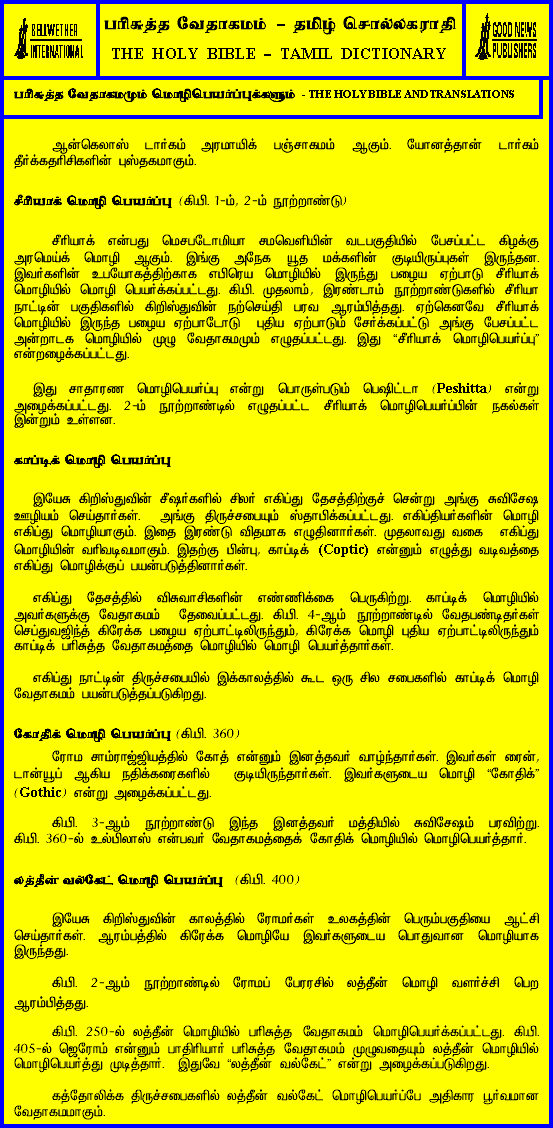 BELLWETHER
INTERNATIONAL
பரிசுத்த வேதாகமம் – தமிழ் சொல்லகராதி
THE HOLY BIBLE – TAMIL DICTIONARY
GOOD NEWS
PUBLISHERS
பரிசுத்த வேதாகமமும் மொழிபெயர்ப்புக்களும் - THE HOLY BIBLE AND TRANSLATIONS
ஆன்கெலாஸ் டார்கம் அரமாயிக் பஞ்சாகமம் ஆகும். யோனத்தான் டார்கம்
தீர்க்கதரிசிகளின் புஸ்தகமாகும்.
சீரியாக் மொழி பெயர்ப்பு (கி.பி. 1-ம், 2-ம் நூற்றாண்டு)
சீரியாக் என்பது மெசபடோமியா சமவெளியின் வடபகுதியில் பேசப்பட்ட கிழக்கு
அரமெய்க் மொழி ஆகும். இங்கு அநேக யூத மக்களின் குடியிருப்புகள் இருந்தன.
இவர்களின் உபயோகத்திற்காக எபிரெய மொழியில் இருந்து பழைய ஏற்பாடு சீரியாக்
மொழியில் மொழி பெயர்க்கப்பட்டது. கி.பி. முதலாம், இரண்டாம் நூற்றாண்டுகளில் சீரியா
நாட்டின் பகுதிகளில் கிறிஸ்துவின் நற்செய்தி பரவ ஆரம்பித்தது. ஏற்கெனவே சீரியாக்
மொழியில் இருந்த பழைய ஏற்பாடோடு புதிய ஏற்பாடும் சேர்க்கப்பட்டு அங்கு பேசப்பட்ட
அன்றாடக மொழியில் முழு வேதாகமமும் எழுதப்பட்டது. இது “சீரியாக் மொழிபெயர்ப்பு”
என்றழைக்கப்பட்டது.
இது சாதாரண மொழிபெயர்ப்பு என்று பொருள்படும் பெஷிட்டா (Peshitta) என்று
அழைக்கப்பட்டது. 2-ம் நூற்றாண்டில் எழுதப்பட்ட சீரியாக் மொழிபெயர்ப்பின் நகல்கள்
இன்றும் உள்ளன.
காப்டிக் மொழி பெயர்ப்பு
இயேசு கிறிஸ்துவின் சீஷர்களில் சிலர் எகிப்து தேசத்திற்குச் சென்று அங்கு சுவிசேஷ
ஊழியம் செய்தார்கள். அங்கு திருச்சபையும் ஸ்தாபிக்கப்பட்டது. எகிப்தியர்களின் மொழி
எகிப்து மொழியாகும். இதை இரண்டு விதமாக எழுதினார்கள். முதலாவது வகை எகிப்து
மொழியின் வரிவடிவமாகும். இதற்கு பின்பு, காப்டிக் (Coptic) என்னும் எழுத்து வடிவத்தை
எகிப்து மொழிக்குப் பயன்படுத்தினார்கள்.
எகிப்து தேசத்தில் விசுவாசிகளின் எண்ணிக்கை பெருகிற்று. காப்டிக் மொழியில்
அவர்களுக்கு வேதாகமம் தேவைப்பட்டது. கி.பி. 4-ஆம் நூற்றாண்டில் வேதபண்டிதர்கள்
செப்துவஜிந்த் கிரேக்க பழைய ஏற்பாட்டிலிருந்தும், கிரேக்க மொழி புதிய ஏற்பாட்டிலிருந்தும்
காப்டிக் பரிசுத்த வேதாகமத்தை மொழியில் மொழி பெயர்த்தார்கள்.
எகிப்து நாட்டின் திருச்சபையில் இக்காலத்தில் கூட ஒரு சில சபைகளில் காப்டிக் மொழி
வேதாகமம் பயன்படுத்தப்படுகிறது.
கோதிக் மொழி பெயர்ப்பு (கி.பி. 360)
ரோம சாம்ராஜ்ஜியத்தில் கோத் என்னும் இனத்தவர் வாழ்ந்தார்கள். இவர்கள் ரைன்,
டான்யூப் ஆகிய நதிக்கரைகளில் குடியிருந்தார்கள். இவர்களுடைய மொழி “கோதிக்”
(Gothic) என்று அழைக்கப்பட்டது.
கி.பி. 3-ஆம் நூற்றாண்டு இந்த இனத்தவர் மத்தியில் சுவிசேஷம் பரவிற்று.
கி.பி. 360-ல் உல்பிலாஸ் என்பவர் வேதாகமத்தைக் கோதிக் மொழியில் மொழிபெயர்த்தார்.
லத்தீன் வல்கேட் மொழி பெயர்ப்பு (கி.பி. 400)
இயேசு கிறிஸ்துவின் காலத்தில் ரோமர்கள் உலகத்தின் பெரும்பகுதியை ஆட்சி
செய்தார்கள். ஆரம்பத்தில் கிரேக்க மொழியே இவர்களுடைய பொதுவான மொழியாக
இருந்தது.
கி.பி. 2-ஆம் நூற்றாண்டில் ரோமப் பேரரசில் லத்தீன் மொழி வளர்ச்சி பெற
ஆரம்பித்தது.
கி.பி. 250-ல் லத்தீன் மொழியில் பரிசுத்த வேதாகமம் மொழிபெயர்க்கப்பட்டது. கி.பி.
405-ல் ஜெரோம் என்னும் பாதிரியார் பரிசுத்த வேதாகமம் முழுவதையும் லத்தீன் மொழியில்
மொழிபெயர்த்து முடித்தார். இதுவே “லத்தீன் வல்கேட்” என்று அழைக்கப்படுகிறது.
கத்தோலிக்க திருச்சபைகளில் லத்தீன் வல்கேட் மொழிபெயர்ப்பே அதிகார பூர்வமான
வேதாகமமாகும்.